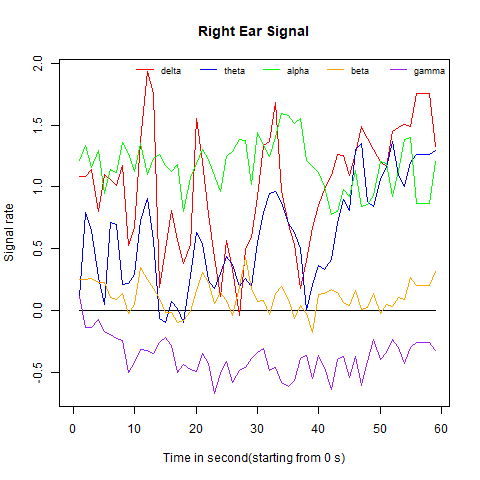 Right Ear Signal
delta theta alpha beta gamma
2.0
1.5
1.0
0.5
0.0
-0.5
Signal rate
0 10 20 30 40 50 60
Time in second(starting from 0 s)